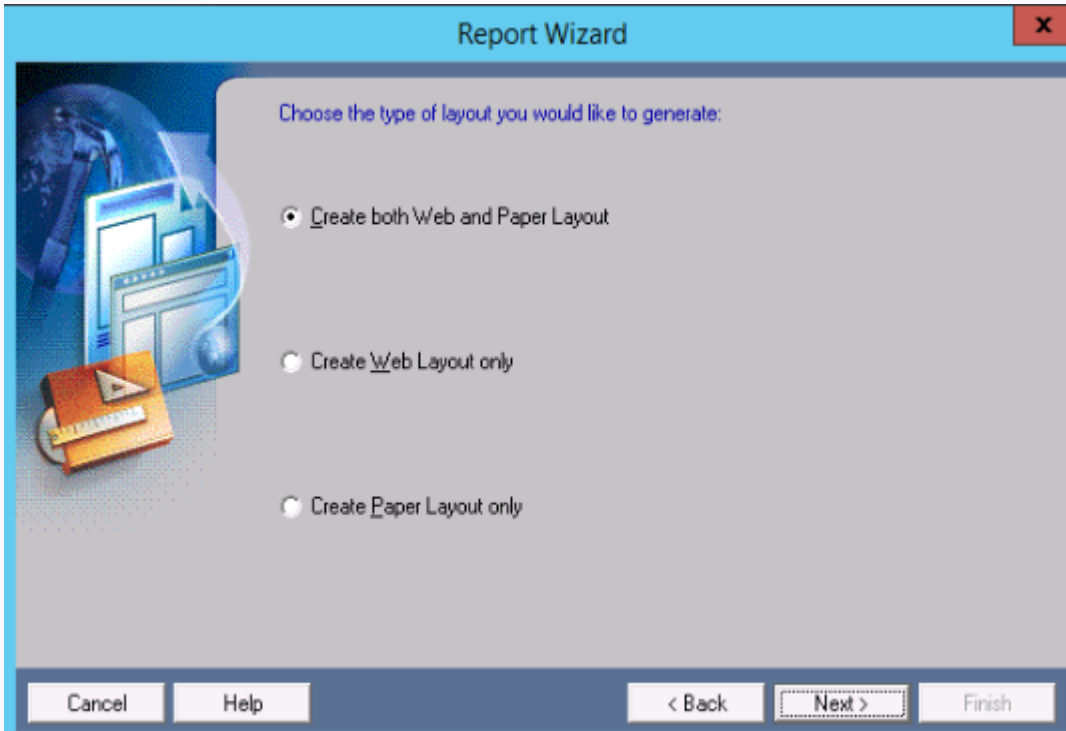 Report Wizard
x
Choose the type of layout you would like to generate:
Create both Web and Paper Layout
Create Web Layout only
Create Paper Layout only
Cancel Help < Back Next > Finish